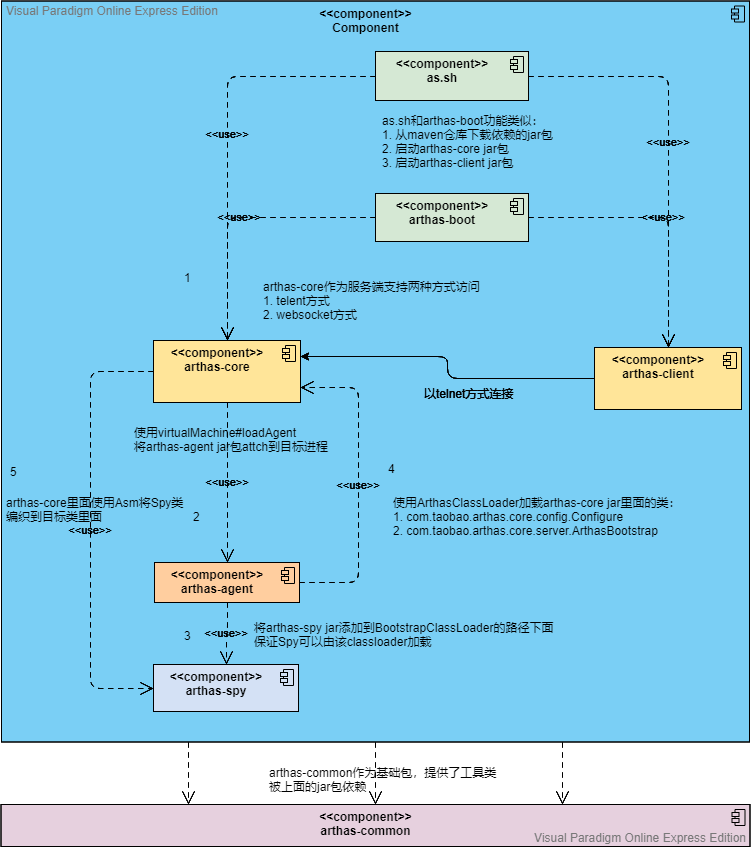 Visual Paradigm Online Express Edition
<<component>>
Component
<<component>>
as.sh
<<use>>
as.sh和arthas-boot功能类似：
1. 从maven仓库下载依赖的jar包
2. 启动arthas-core jar包
3. 启动arthas-client jar包
<<use>>
<<component>>
arthas-boot
<<use>>
<<use>>
1
arthas-core作为服务端支持两种方式访问
1. telent方式
2. websocket方式
<<component>>
arthas-core
<<component>>
arthas-client
以telnet方式连接
使用virtualMachine#loadAgent
将arthas-agent jar包attch到目标进程
5
4
<<use>>
<<use>>
arthas-core里面使用Asm将Spy类
编织到目标类里面
<<use>>
2
使用ArthasClassLoader加载arthas-core jar里面的类：
1. com.taobao.arthas.core.config.Configure
2. com.taobao.arthas.core.server.ArthasBootstrap
<<component>>
arthas-agent
3
<<use>>
将arthas-spy jar添加到BootstrapClassLoader的路径下面
保证Spy可以由该classloader加载
<<component>>
arthas-spy
arthas-common作为基础包，提供了工具类
被上面的jar包依赖
<<component>>
arthas-common
Visual Paradigm Online Express Edition